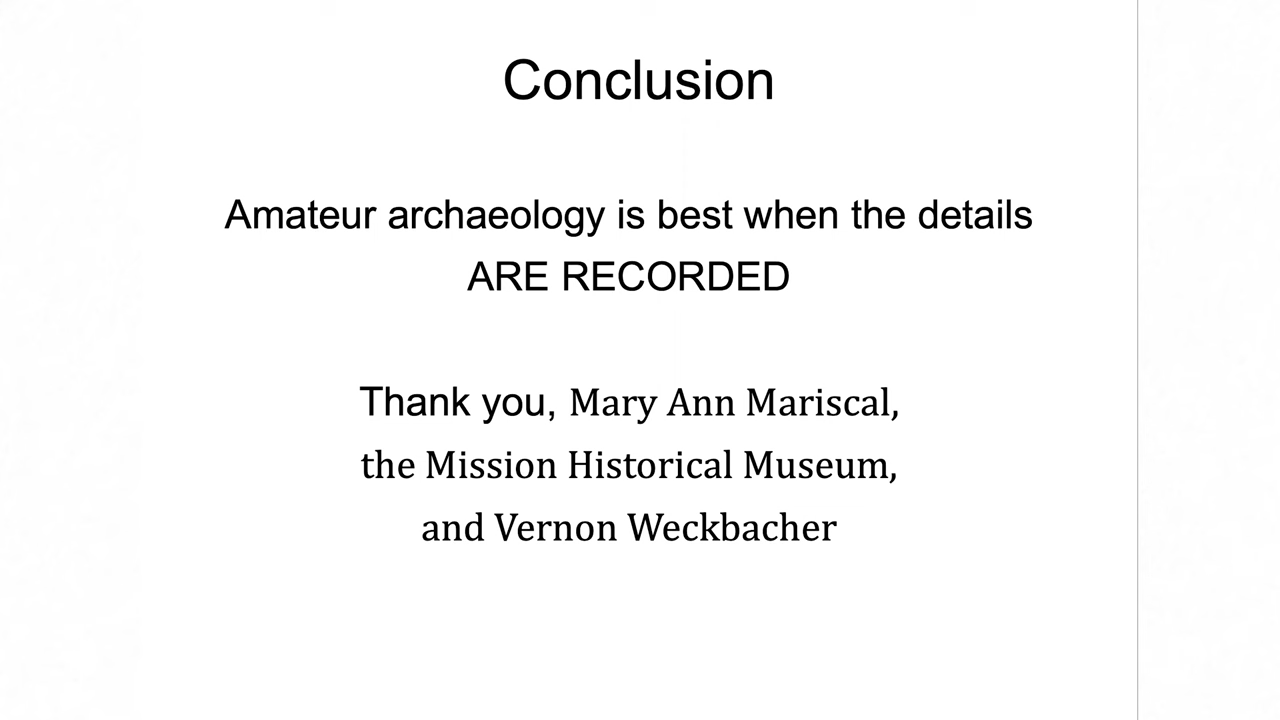 Conclusion
Amateur archaeology is best when the details
ARE RECORDED
Thank you, Mary Ann Mariscal,
the Mission Historical Museum,
and Vernon Weckbacher